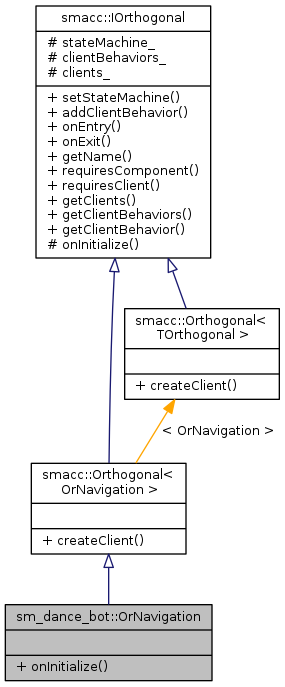 smacc::IOrthogonal
# stateMachine_
# clientBehaviors_
# clients_
+ setStateMachine()
+ addClientBehavior()
+ onEntry()
+ onExit()
+ getName()
+ requiresComponent()
+ requiresClient()
+ getClients()
+ getClientBehaviors()
+ getClientBehavior()
# onInitialize()
smacc::Orthogonal<
TOrthogonal >
+ createClient()
< OrNavigation >
smacc::Orthogonal<
OrNavigation >
+ createClient()
sm_dance_bot::OrNavigation
+ onInitialize()